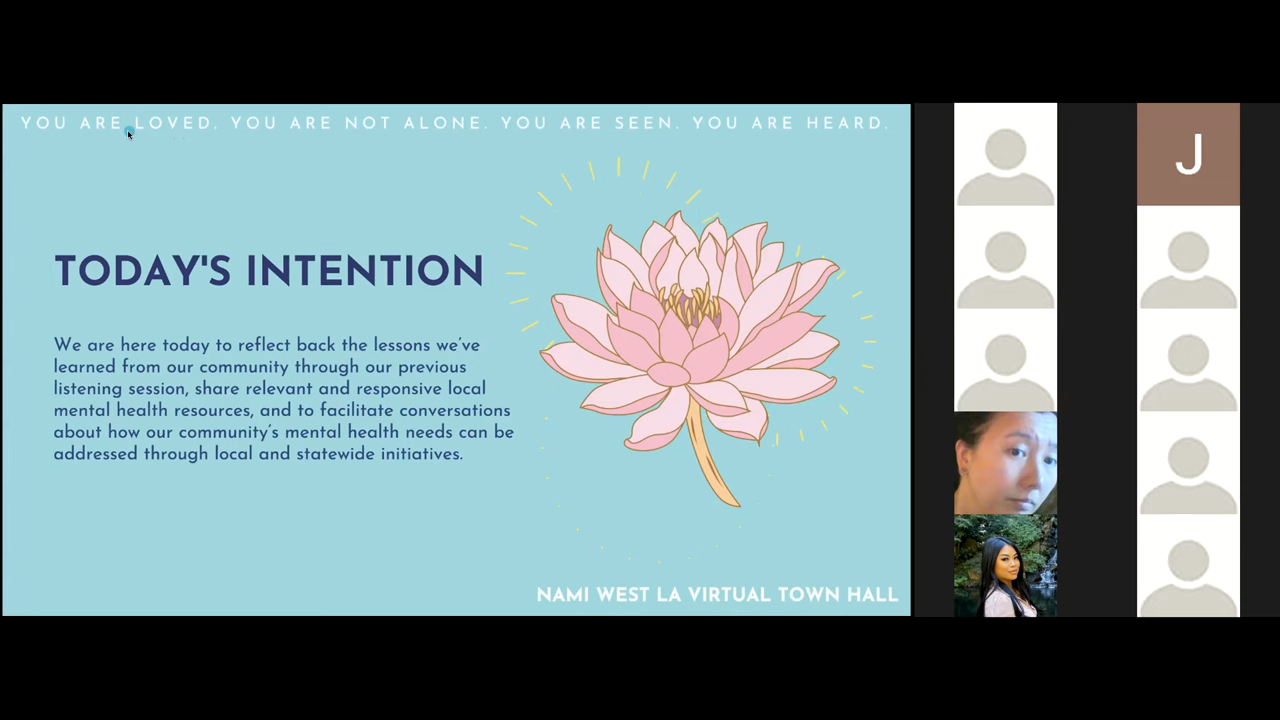 YOU ARE LOVED. YOU ARE NOT ALONE. YOU ARE SEEN. YOU ARE HEARD.
TODAY'S INTENTION
We are here today to reflect back the lessons we've
learned from our community through our previous
listening session, share relevant and responsive local
mental health resources, and to facilitate conversations
about how our community's mental health needs can be
addressed through local and statewide initiatives.
NAMI WEST LA VIRTUAL TOWN HALL
J